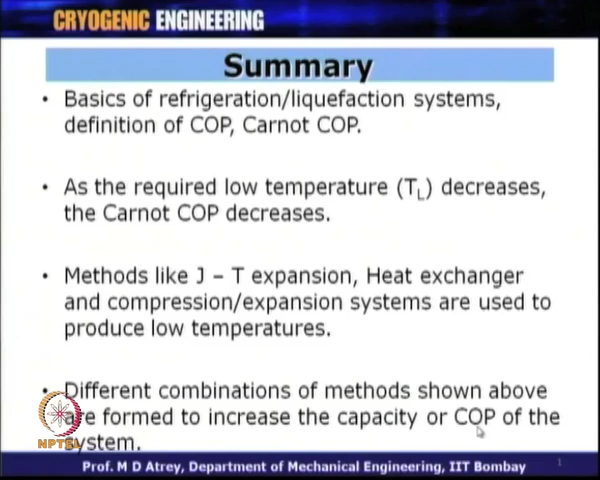 CRYOGENIC ENGINEERING
Summary
• Basics of refrigeration/liquefaction systems,
definition of COP, Carnot COP.
• As the required low temperature (TL) decreases,
the Carnot COP decreases.
• Methods like J – T expansion, Heat exchanger
and compression/expansion systems are used to
produce low temperatures.
• Different combinations of methods shown above
are formed to increase the capacity or COP of the
system.
NPTEL
Prof. M D Atrey, Department of Mechanical Engineering, IIT Bombay
1